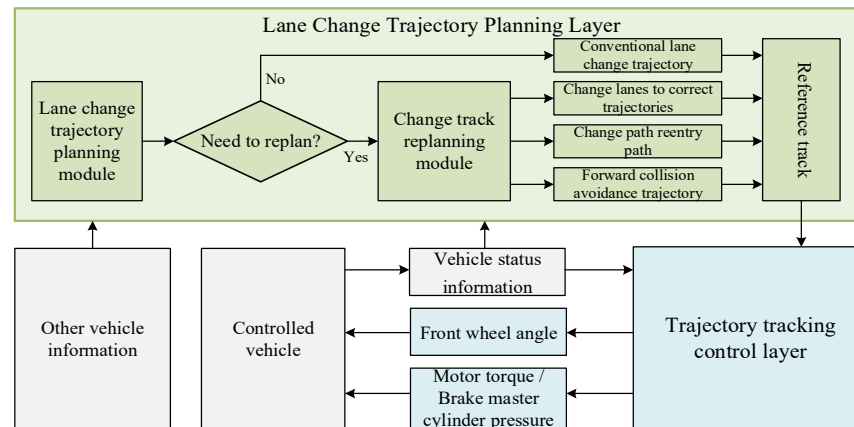 Lane Change Trajectory Planning Layer
Lane change
trajectory
planning
module
Need to replan?
No
Yes
Change track
replanning
module
Conventional lane
change trajectory
Change lanes to correct
trajectories
Change path reentry
path
Forward collision
avoidance trajectory
Reference track
Other vehicle
information
Controlled
vehicle
Vehicle status
information
Front wheel angle
Motor torque /
Brake master
cylinder pressure
Trajectory tracking
control layer